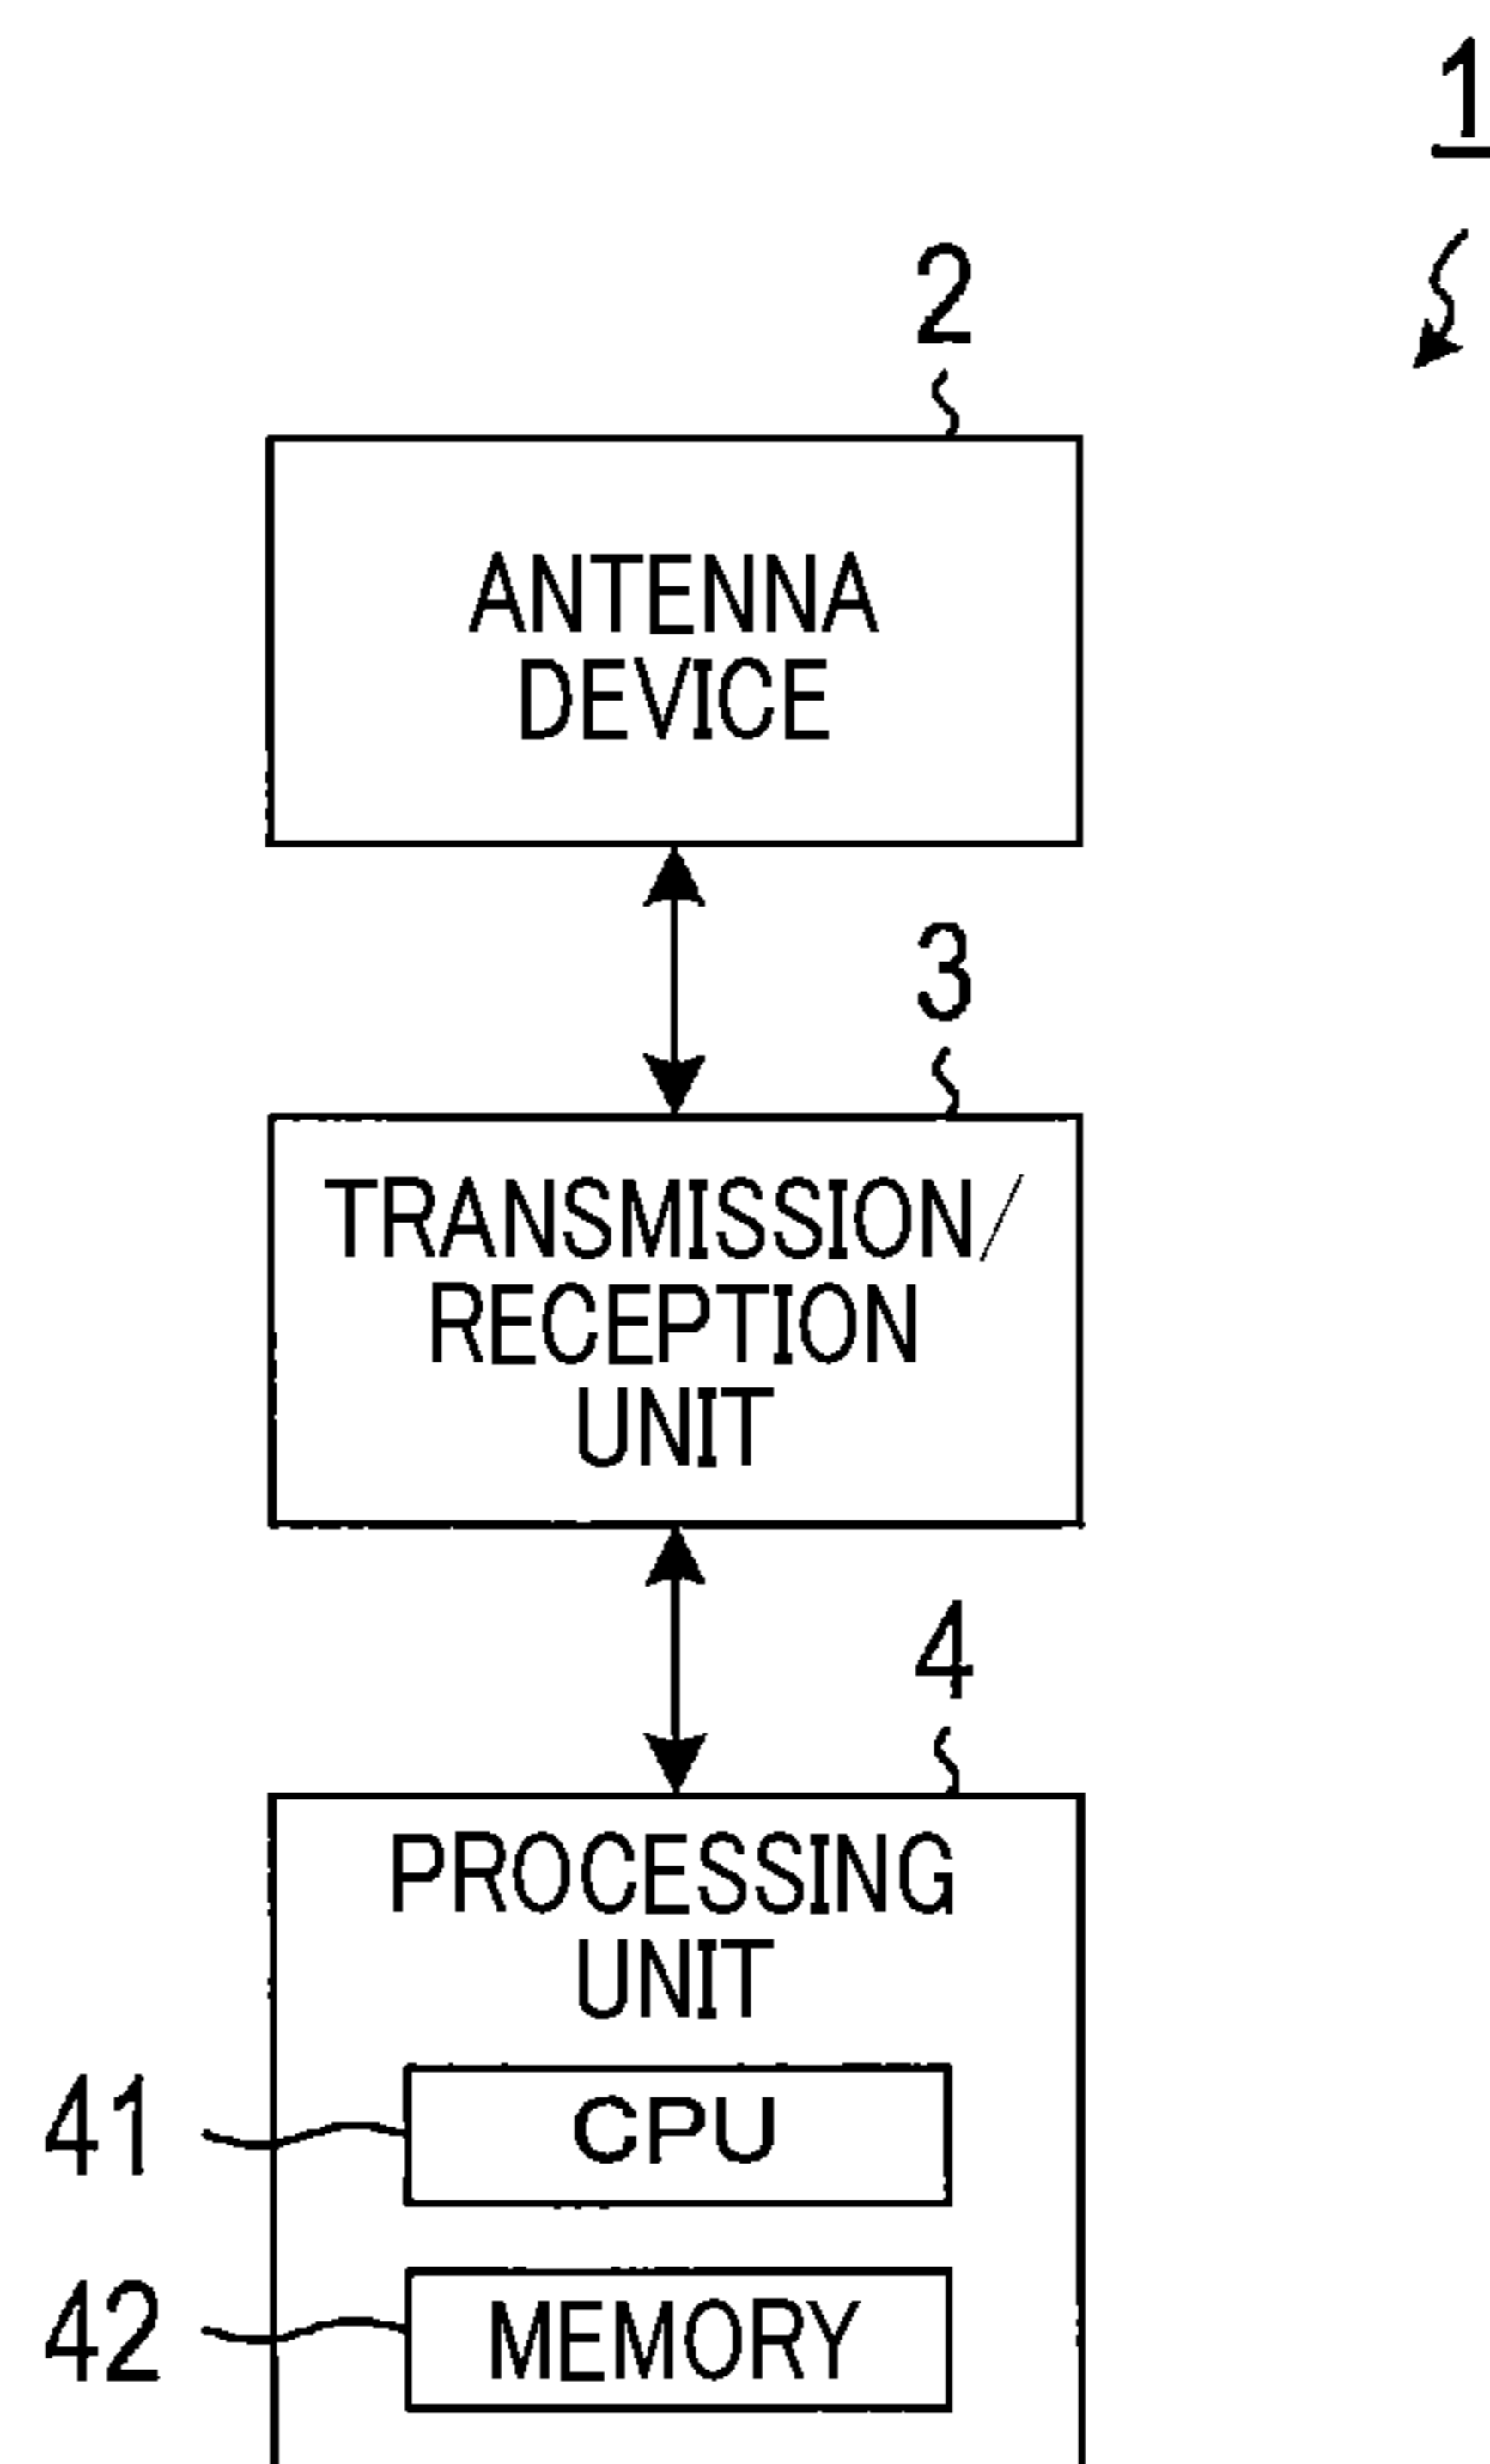 1
2
ANTENNA
DEVICE
3
TRANSMISSION/
RECEPTION
UNIT
4
PROCESSING
UNIT
41
CPU
42
MEMORY